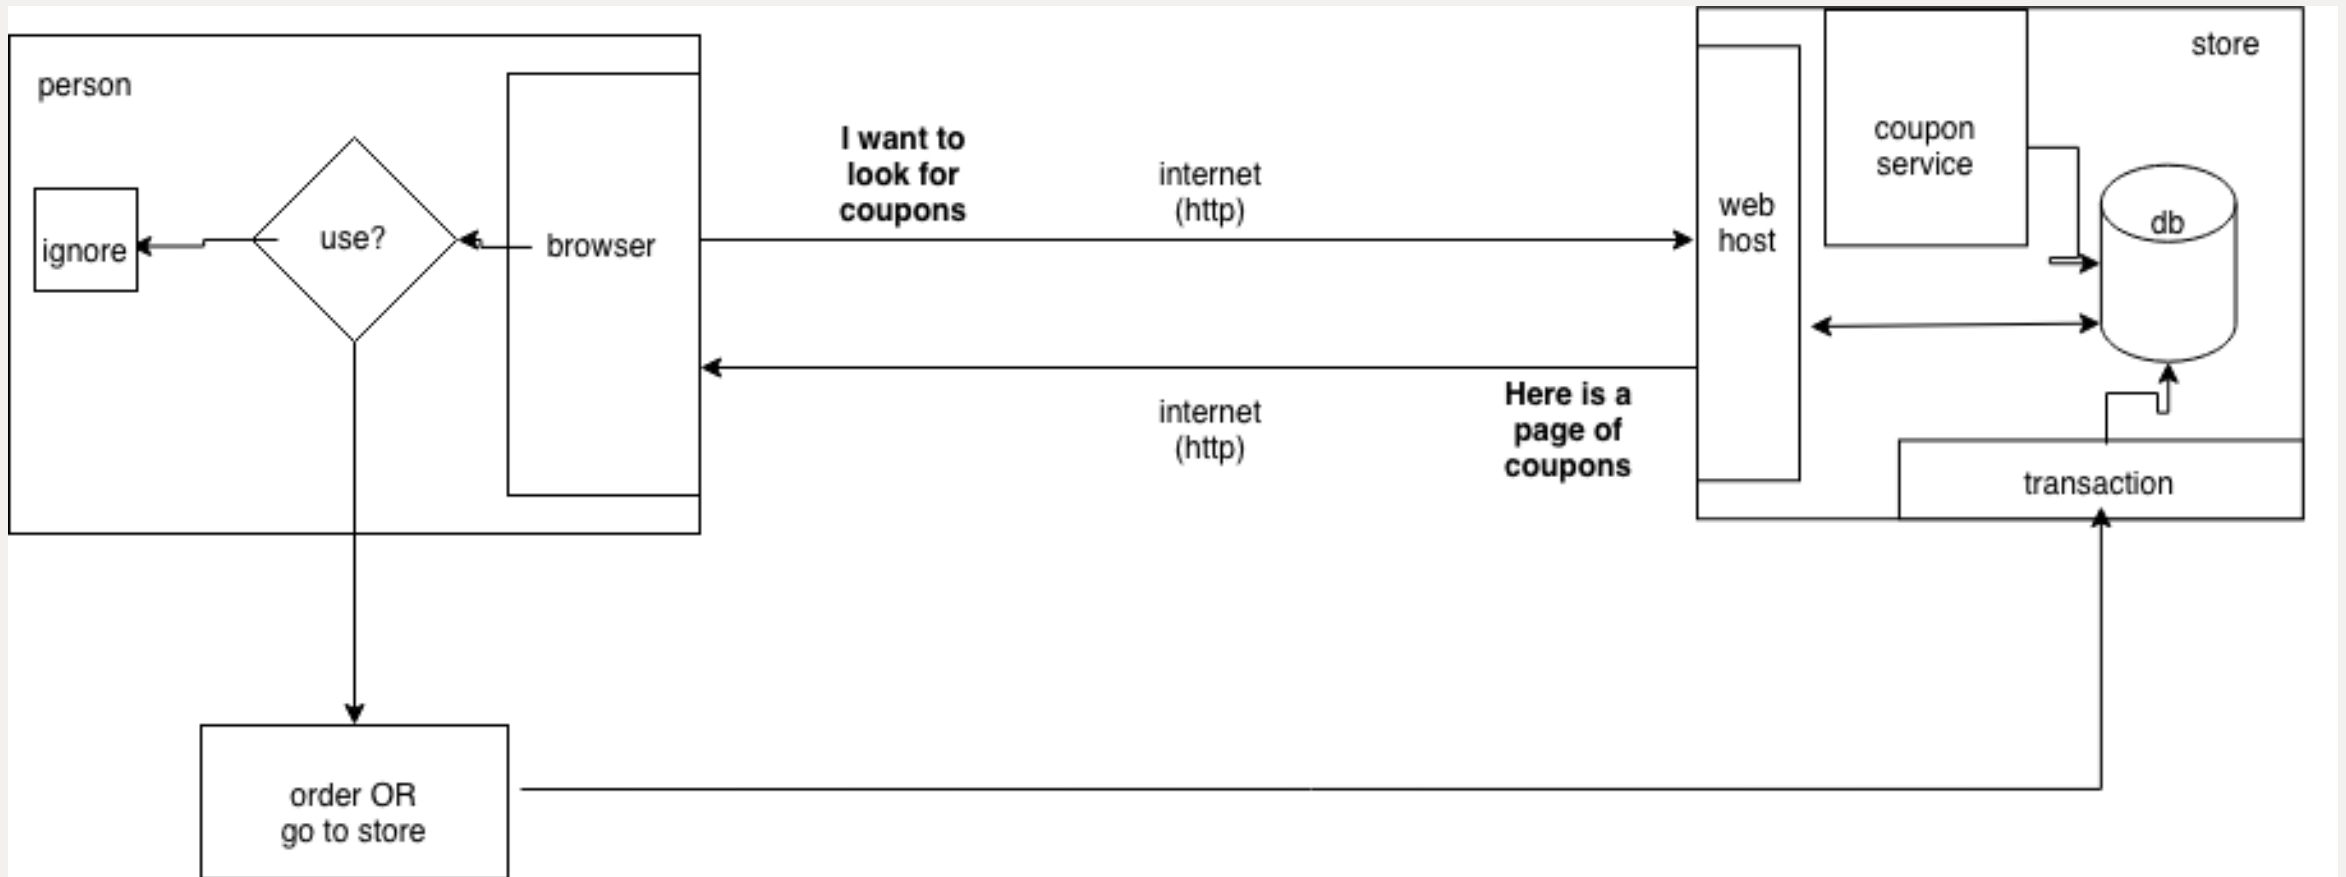 person
ignore
use?
browser
I want to
look for
coupons
internet
(http)
internet
(http)
Here is a
page of
coupons
store
web
host
coupon
service
db
transaction
order OR
go to store